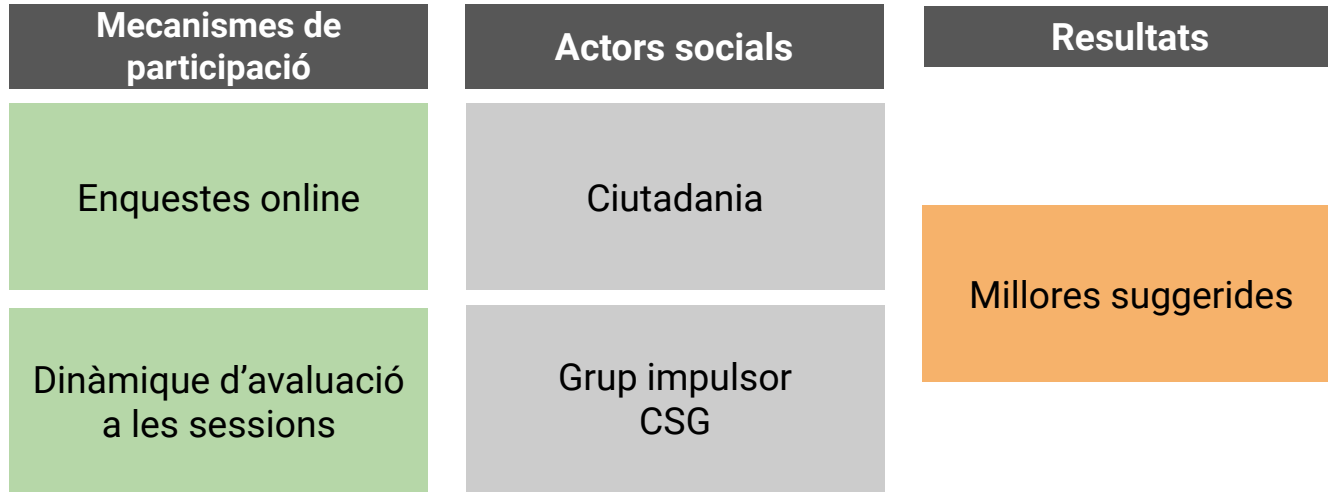 Mecanismes de
participació
Actors socials
Resultats
Enquestes online
Ciutadania
Millores suggerides
Dinàmique d’avaluació
a les sessions
Grup impulsor
CSG